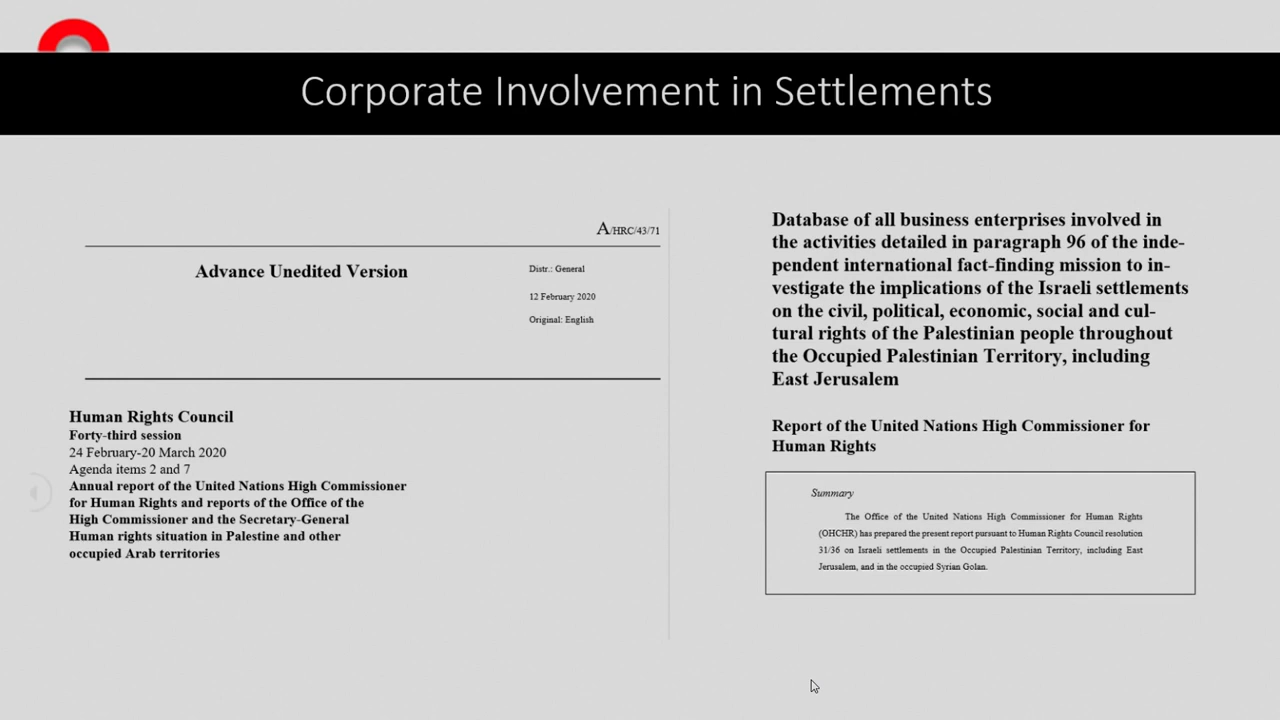 Corporate Involvement in Settlements
A/HRC/43/71
Advance Unedited Version
Distr.: General
12 February 2020
Original: English
Human Rights Council
Forty-third session
24 February-20 March 2020
Agenda items 2 and 7
Annual report of the United Nations High Commissioner
for Human Rights and reports of the Office of the
High Commissioner and the Secretary-General
Human rights situation in Palestine and other
occupied Arab territories
Database of all business enterprises involved in
the activities detailed in paragraph 96 of the inde-
pendent international fact-finding mission to in-
vestigate the implications of the Israeli settlements
on the civil, political, economic, social and cul-
tural rights of the Palestinian people throughout
the Occupied Palestinian Territory, including
East Jerusalem
Report of the United Nations High Commissioner for
Human Rights
Summary
The Office of the United Nations High Commissioner for Human Rights
(OHCHR) has prepared the present report pursuant to Human Rights Council resolution
31/36 on Israeli settlements in the Occupied Palestinian Territory, including East
Jerusalem, and in the occupied Syrian Golan.